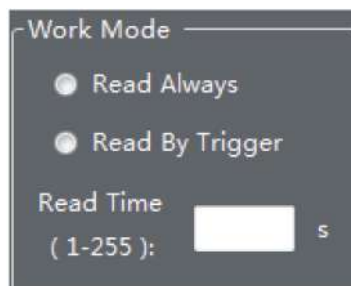 Work Mode
Read Always
Read By Trigger
Read Time
( 1-255 ): s